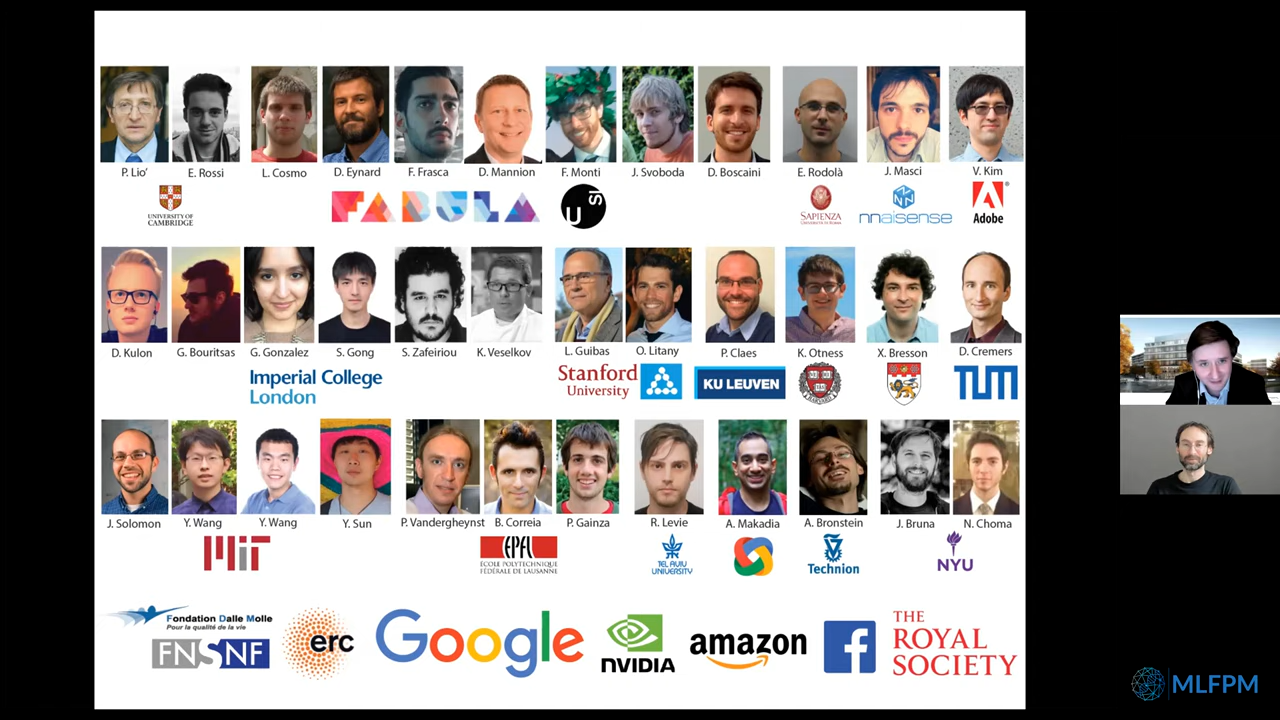 P. Lio'
E. Rossi
L. Cosmo
D. Eynard
F. Frasca
D. Mannion
F. Monti
J. Svoboda
D. Boscaini
E. Rodolà
J. Masci
V. Kim
UNIVERSITY OF
CAMBRIDGE
FABULA
USI
SAPIENZA
NNN
nnaisense
Adobe
D. Kulon
G. Bouritsas
G. Gonzalez
S. Gong
S. Zafeiriou
K. Veselkov
L. Guibas
O. Litany
P. Claes
K. Otness
X. Bresson
D. Cremers
Imperial College
London
Stanford
University
KU LEUVEN
HARVARD
TUM
J. Solomon
Y. Wang
Y. Wang
Y. Sun
P. Vandergheynst
B. Correia
P. Gainza
R. Levie
A. Makadia
A. Bronstein
J. Bruna
N. Choma
MIT
EPFL
ECOLE POLYTECHNIQUE
FÉDÉRALE DE LAUSANNE
TEL AVIV
UNIVERSITY
Technion
NYU
Fondation Dalle Molle
Pour la qualité de la vie
FNSNF
erc
Google
NVIDIA
amazon
f
THE
ROYAL
SOCIETY
MLFPM